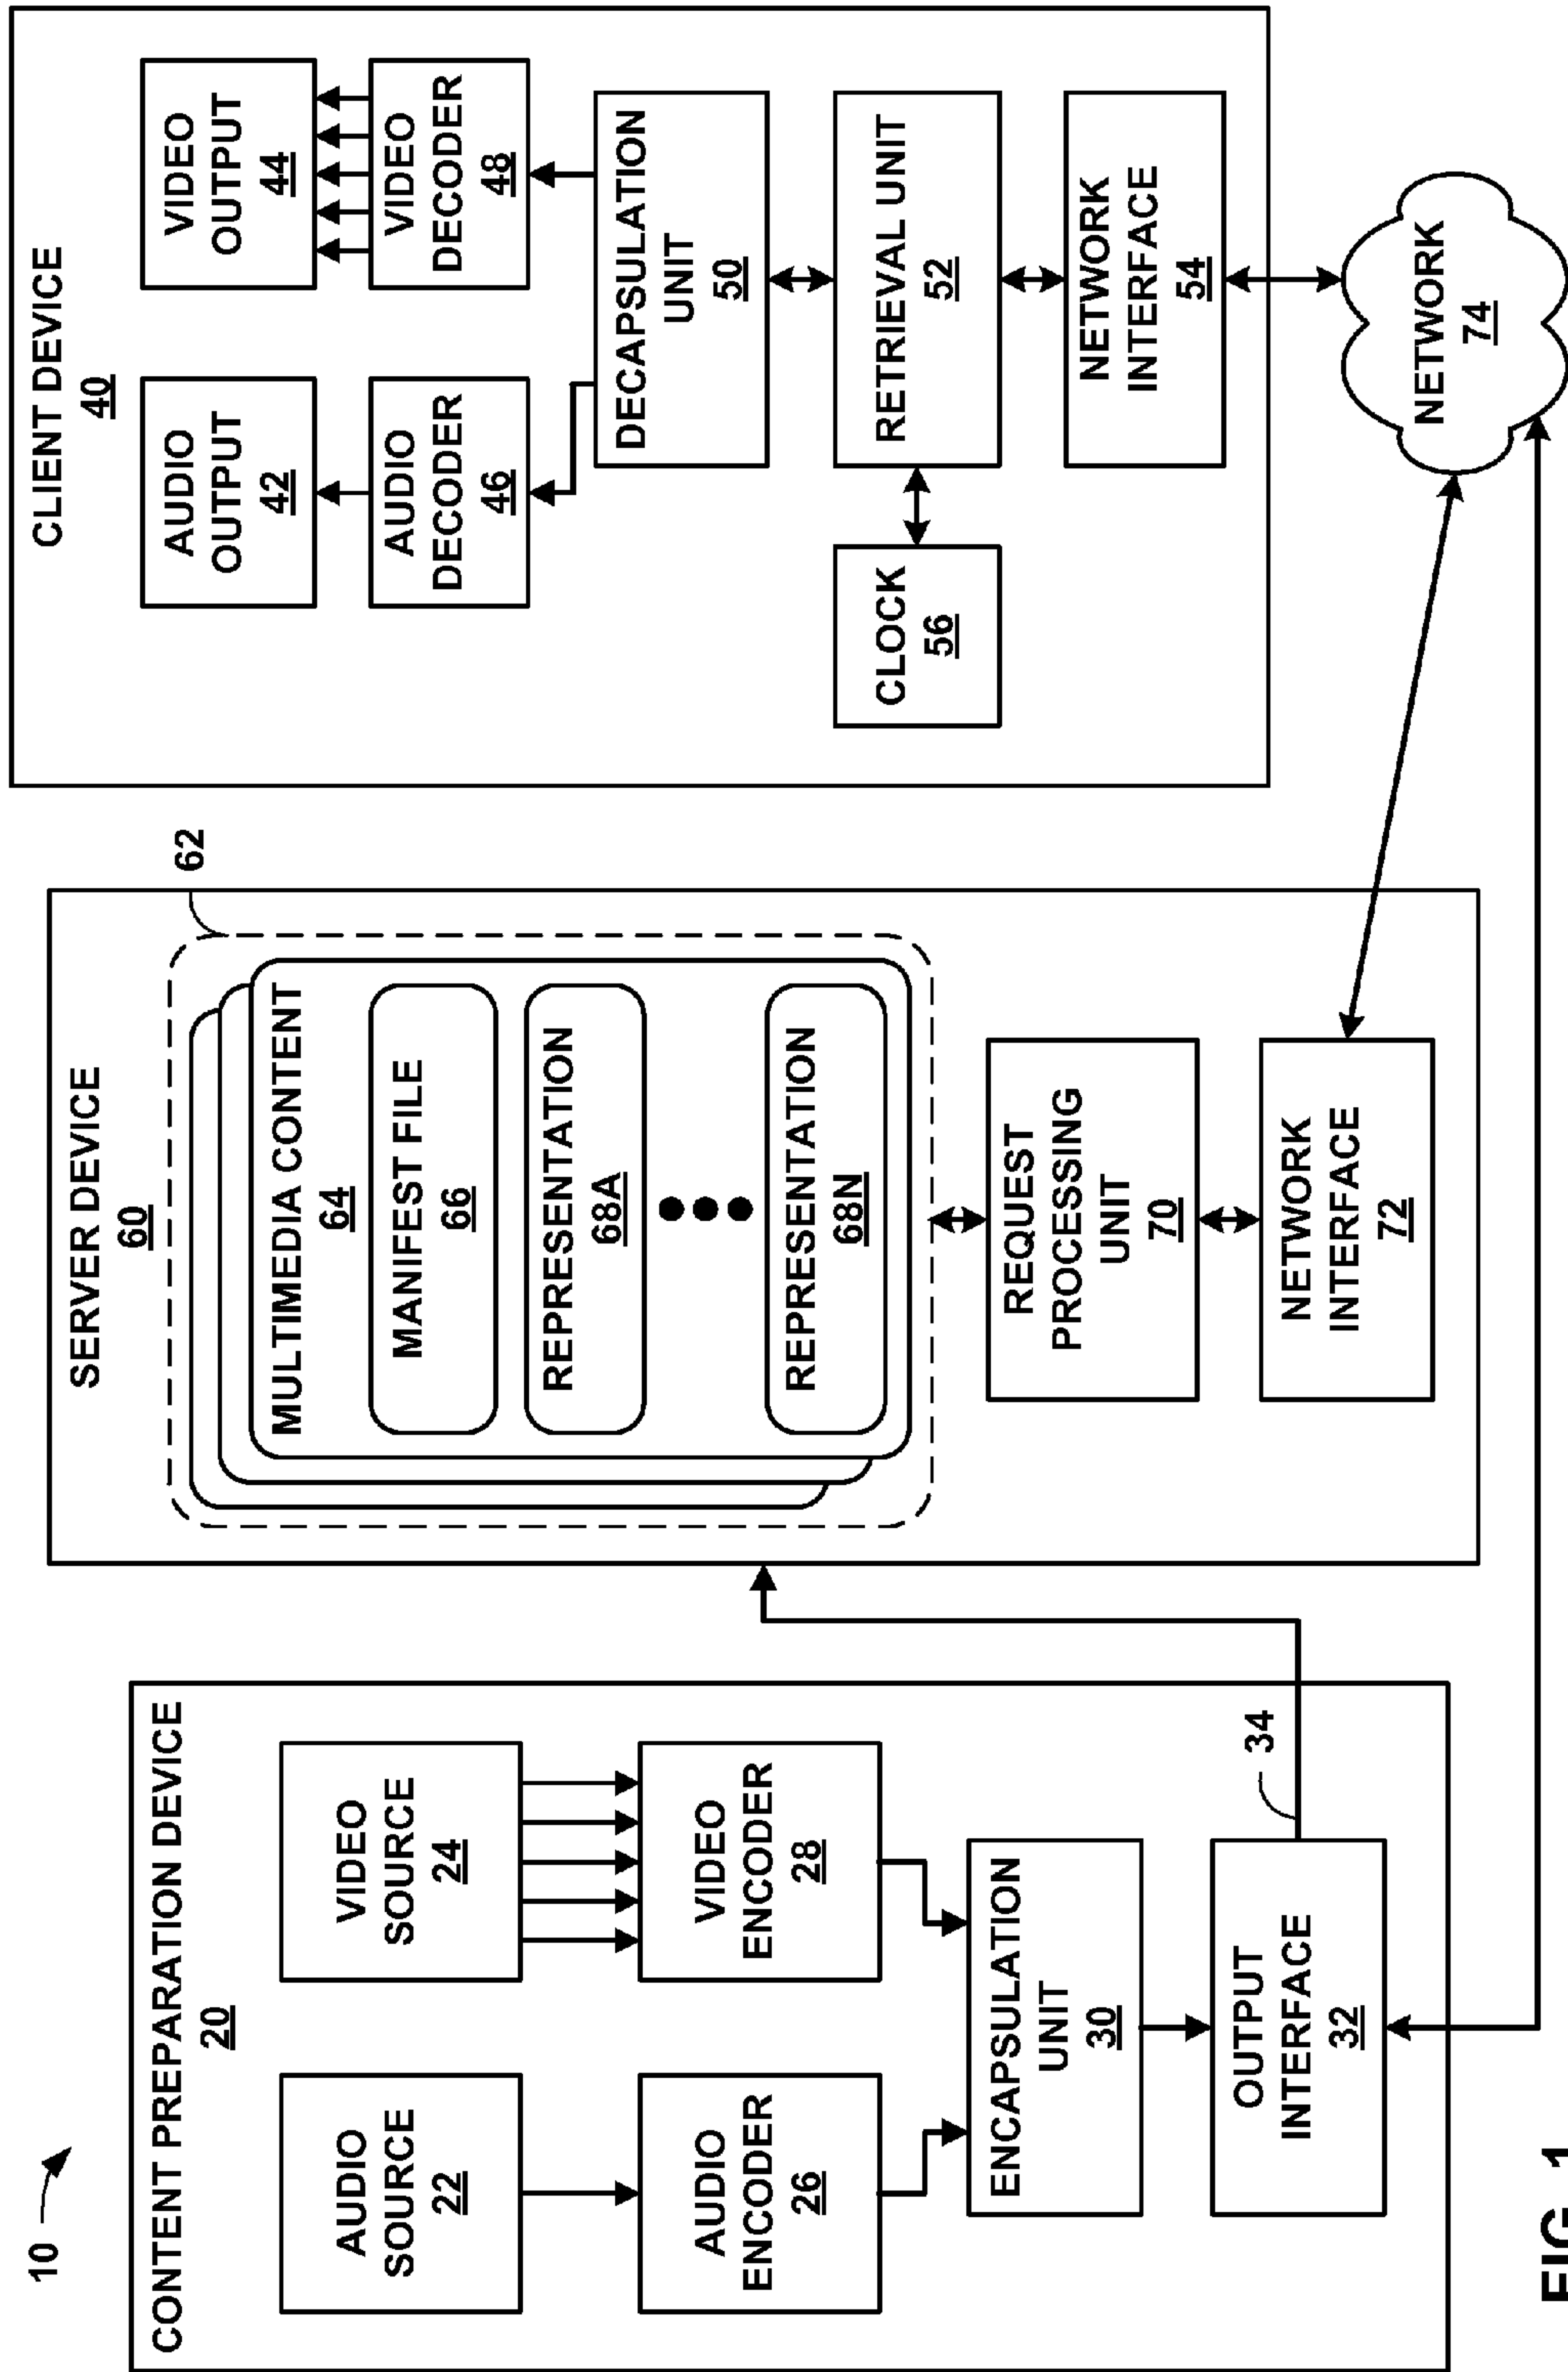 10
CONTENT PREPARATION DEVICE
20
AUDIO
SOURCE
22
VIDEO
SOURCE
24
AUDIO
ENCODER
26
VIDEO
ENCODER
28
ENCAPSULATION
UNIT
30
OUTPUT
INTERFACE
32
34
SERVER DEVICE
60
62
MULTIMEDIA CONTENT
64
MANIFEST FILE
66
REPRESENTATION
68A
REPRESENTATION
68N
REQUEST
PROCESSING
UNIT
70
NETWORK
INTERFACE
72
CLIENT DEVICE
40
AUDIO
OUTPUT
42
VIDEO
OUTPUT
44
AUDIO
DECODER
46
VIDEO
DECODER
48
DECAPSULATION
UNIT
50
CLOCK
56
RETRIEVAL UNIT
52
NETWORK
INTERFACE
54
NETWORK
74
FIG. 1